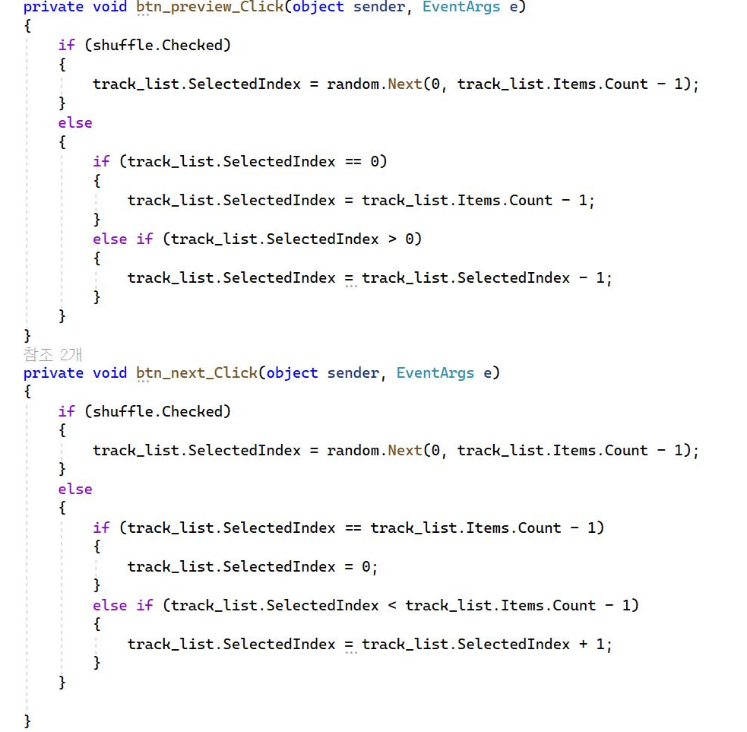 private void btn_preview_Click(object sender, EventArgs e)
{
    if (shuffle.Checked)
    {
        track_list.SelectedIndex = random.Next(0, track_list.Items.Count - 1);
    }
    else
    {
        if (track_list.SelectedIndex == 0)
        {
            track_list.SelectedIndex = track_list.Items.Count - 1;
        }
        else if (track_list.SelectedIndex > 0)
        {
            track_list.SelectedIndex = track_list.SelectedIndex - 1;
        }
    }
}
참조 2개
private void btn_next_Click(object sender, EventArgs e)
{
    if (shuffle.Checked)
    {
        track_list.SelectedIndex = random.Next(0, track_list.Items.Count - 1);
    }
    else
    {
        if (track_list.SelectedIndex == track_list.Items.Count - 1)
        {
            track_list.SelectedIndex = 0;
        }
        else if (track_list.SelectedIndex < track_list.Items.Count - 1)
        {
            track_list.SelectedIndex = track_list.SelectedIndex + 1;
        }
    }
}